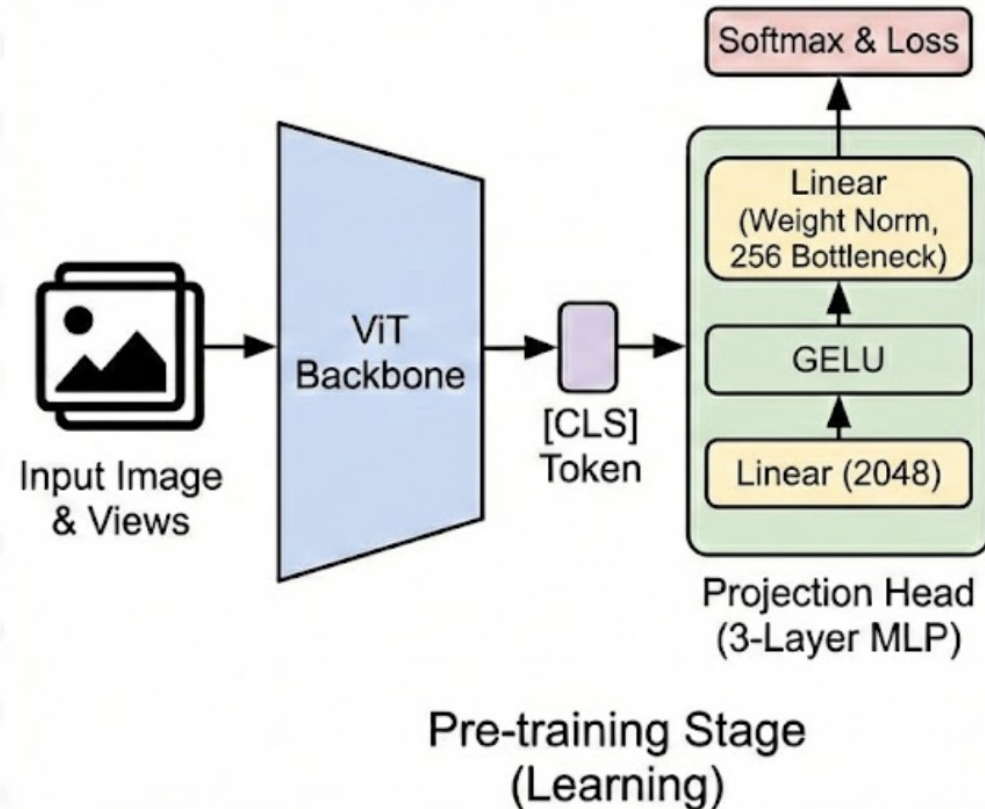 Softmax & Loss
Linear
(Weight Norm,
256 Bottleneck)
GELU
Linear (2048)
Projection Head
(3-Layer MLP)
ViT
Backbone
[CLS]
Token
Input Image
& Views
Pre-training Stage
(Learning)